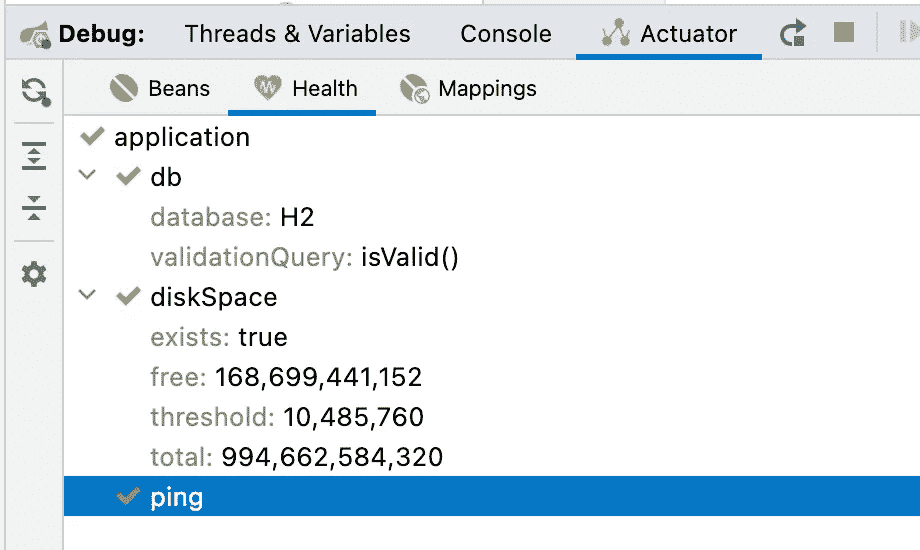 Debug: Threads & Variables Console Actuator
Beans Health Mappings
application
db
database: H2
validationQuery: isValid()
diskSpace
exists: true
free: 168,699,441,152
threshold: 10,485,760
total: 994,662,584,320
ping